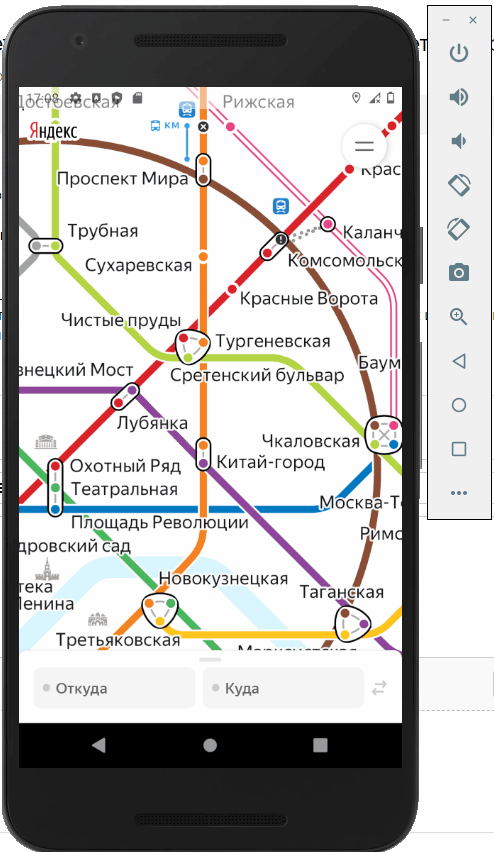 17:08
Достоевская
Рижская
Яндекс
КМ
Проспект Мира
Крас
Трубная
Каланч
Сухаревская
Комсомольск
Красные Ворота
Чистые пруды
Тургеневская
Сретенский бульвар
Баум
знецкий Мост
Лубянка
Чкаловская
Китай-город
Охотный Ряд
Театральная
Москва-То
Площадь Революции
Римс
дровский сад
Новокузнецкая
тека
Ленина
Таганская
Третьяковская
Марксистская
Откуда
Куда